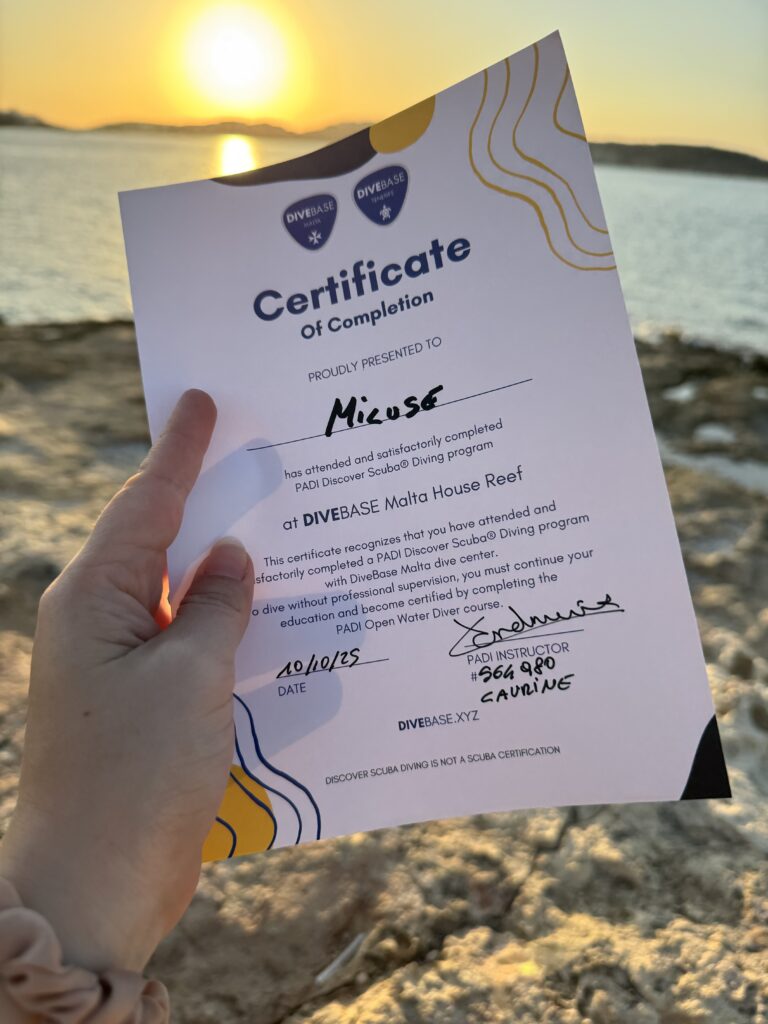 DIVEBASE
MALTA
DIVEBASE
TENERIFE
Certificate
Of Completion
PROUDLY PRESENTED TO
MILUSE
has attended and satisfactorily completed
PADI Discover Scuba® Diving program
at DIVEBASE Malta House Reef
This certificate recognizes that you have attended and
sfactorily completed a PADI Discover Scuba® Diving program
with DiveBase Malta dive center.
o dive without professional supervision, you must continue your
education and become certified by completing the
PADI Open Water Diver course.
10/10/25
DATE
PADI INSTRUCTOR
#564980
LAURINE
DIVEBASE.XYZ
DISCOVER SCUBA DIVING IS NOT A SCUBA CERTIFICATION